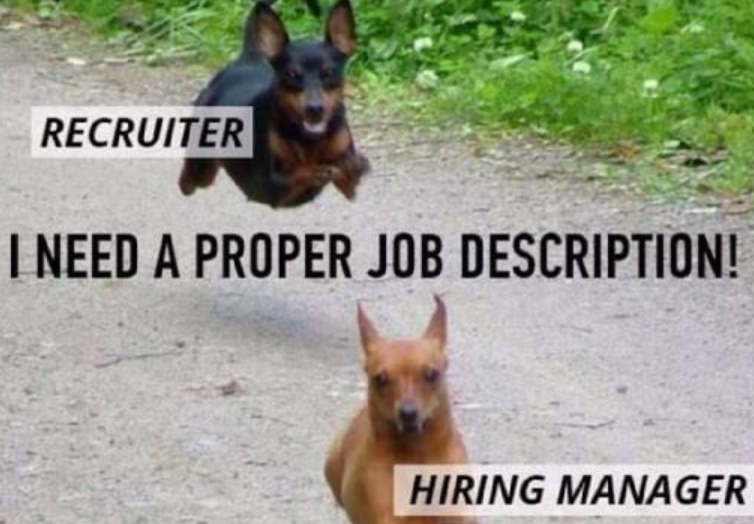 RECRUITER
I NEED A PROPER JOB DESCRIPTION!
HIRING MANAGER